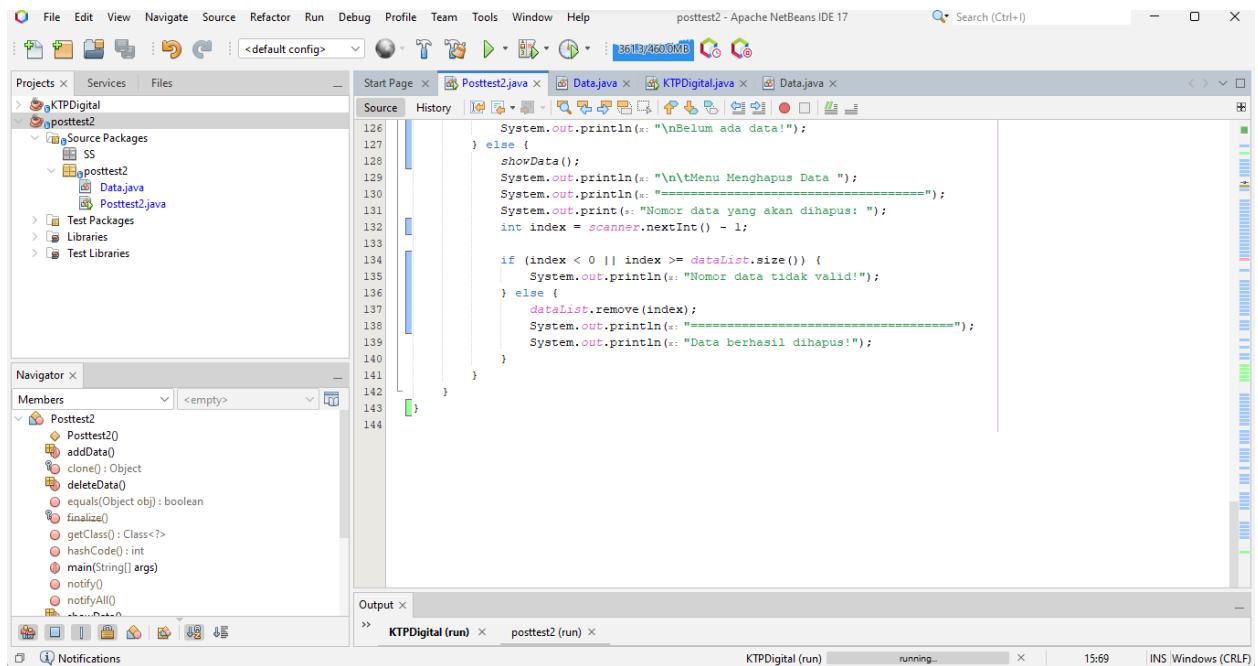 File Edit View Navigate Source Refactor Run Debug Profile Team Tools Window Help posttest2 - Apache NetBeans IDE 17 Search (Ctrl+I)
<default config> 361.3/460.0MB
Projects Services Files
KTPDigital
posttest2
Source Packages
SS
posttest2
Data.java
Posttest2.java
Test Packages
Libraries
Test Libraries
Navigator
Members <empty>
Posttest2
Posttest2()
addData()
clone() : Object
deleteData()
equals(Object obj) : boolean
finalize()
getClass() : Class<?>
hashCode() : int
main(String[] args)
notify()
notifyAll()
Start Page Posttest2.java Data.java KTPDigital.java Data.java
Source History
126 System.out.println(x: "\nBelum ada data!");
127 } else {
128 showData();
129 System.out.println(x: "\n\tMenu Menghapus Data ");
130 System.out.println(x: "====================================");
131 System.out.print(s: "Nomor data yang akan dihapus: ");
132 int index = scanner.nextInt() - 1;
133
134 if (index < 0 || index >= dataList.size()) {
135 System.out.println(x: "Nomor data tidak valid!");
136 } else {
137 dataList.remove(index);
138 System.out.println(x: "====================================");
139 System.out.println(x: "Data berhasil dihapus!");
140 }
141 }
142 }
143 }
144
Output
KTPDigital (run) posttest2 (run)
Notifications KTPDigital (run) running... 15:69 INS Windows (CRLF)